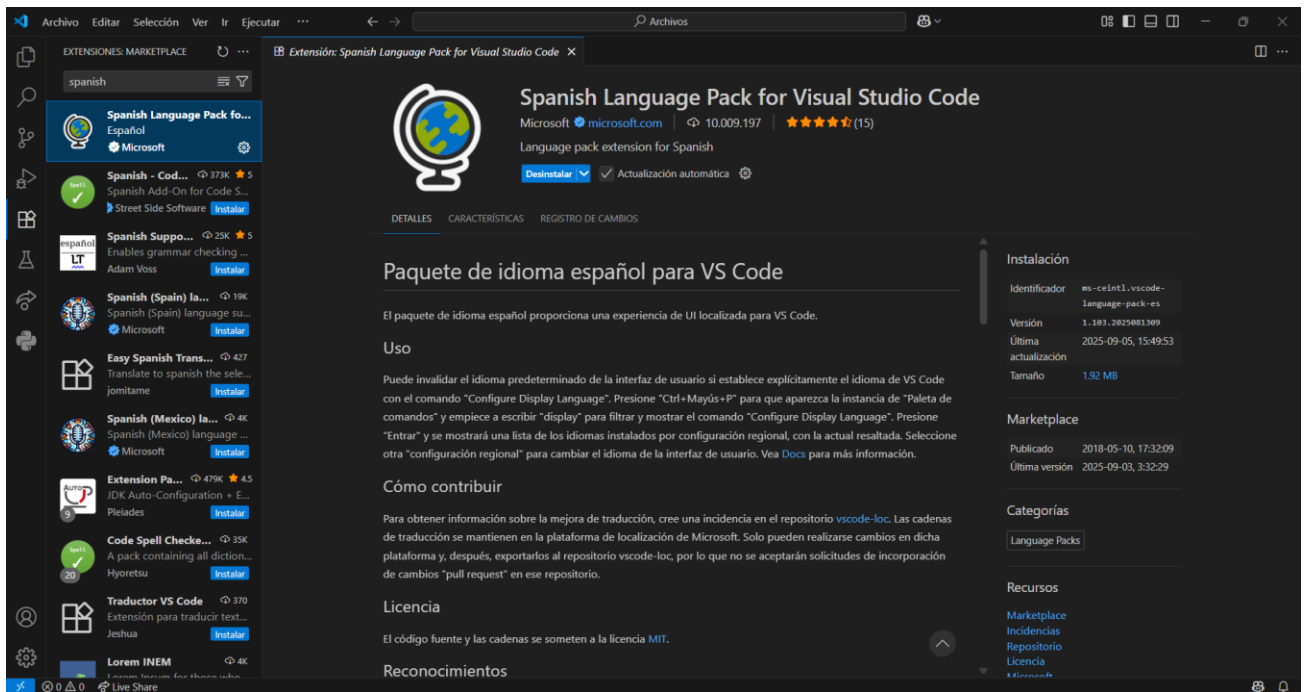 Archivo Editar Selección Ver Ir Ejecutar ···
Archivos
EXTENSIONES: MARKETPLACE
spanish
Spanish Language Pack fo...
Español
Microsoft
Spanish - Cod... 373K 5
Spanish Add-On for Code S...
Street Side Software Instalar
Spanish Suppo... 25K 5
Enables grammar checking ...
Adam Voss Instalar
Spanish (Spain) la... 19K
Spanish (Spain) language su...
Microsoft Instalar
Easy Spanish Trans... 427
Translate to spanish the sele...
jomitame Instalar
Spanish (Mexico) la... 4K
Spanish (Mexico) language ...
Microsoft Instalar
Extension Pa... 479K 4.5
JDK Auto-Configuration + E...
Pleiades Instalar
Code Spell Checke... 35K
A pack containing all diction...
Hyoretsu Instalar
Traductor VS Code 370
Extensión para traducir text...
Jeshua Instalar
Lorem INEM 4K
Lorem Ipsum for those who
Spell
español
LT
AUTO
9
Spell
20
Extensión: Spanish Language Pack for Visual Studio Code
Spanish Language Pack for Visual Studio Code
Microsoft microsoft.com 10.009.197 (15)
Language pack extension for Spanish
Desinstalar Actualización automática
DETALLES CARACTERÍSTICAS REGISTRO DE CAMBIOS
Paquete de idioma español para VS Code
El paquete de idioma español proporciona una experiencia de UI localizada para VS Code.
Uso
Puede invalidar el idioma predeterminado de la interfaz de usuario si establece explícitamente el idioma de VS Code
con el comando "Configure Display Language". Presione "Ctrl+Mayús+P" para que aparezca la instancia de "Paleta de
comandos" y empiece a escribir "display" para filtrar y mostrar el comando "Configure Display Language". Presione
"Entrar" y se mostrará una lista de los idiomas instalados por configuración regional, con la actual resaltada. Seleccione
otra "configuración regional" para cambiar el idioma de la interfaz de usuario. Vea Docs para más información.
Cómo contribuir
Para obtener información sobre la mejora de traducción, cree una incidencia en el repositorio vscode-loc. Las cadenas
de traducción se mantienen en la plataforma de localización de Microsoft. Solo pueden realizarse cambios en dicha
plataforma y, después, exportarlos al repositorio vscode-loc, por lo que no se aceptarán solicitudes de incorporación
de cambios "pull request" en ese repositorio.
Licencia
El código fuente y las cadenas se someten a la licencia MIT.
Reconocimientos
Instalación
Identificador ms-ceintl.vscode-
language-pack-es
Versión 1.103.2025081309
Última 2025-09-05, 15:49:53
actualización
Tamaño 1.92 MB
Marketplace
Publicado 2018-05-10, 17:32:09
Última versión 2025-09-03, 3:32:29
Categorías
Language Packs
Recursos
Marketplace
Incidencias
Repositorio
Licencia
Microsoft
0 0 Live Share